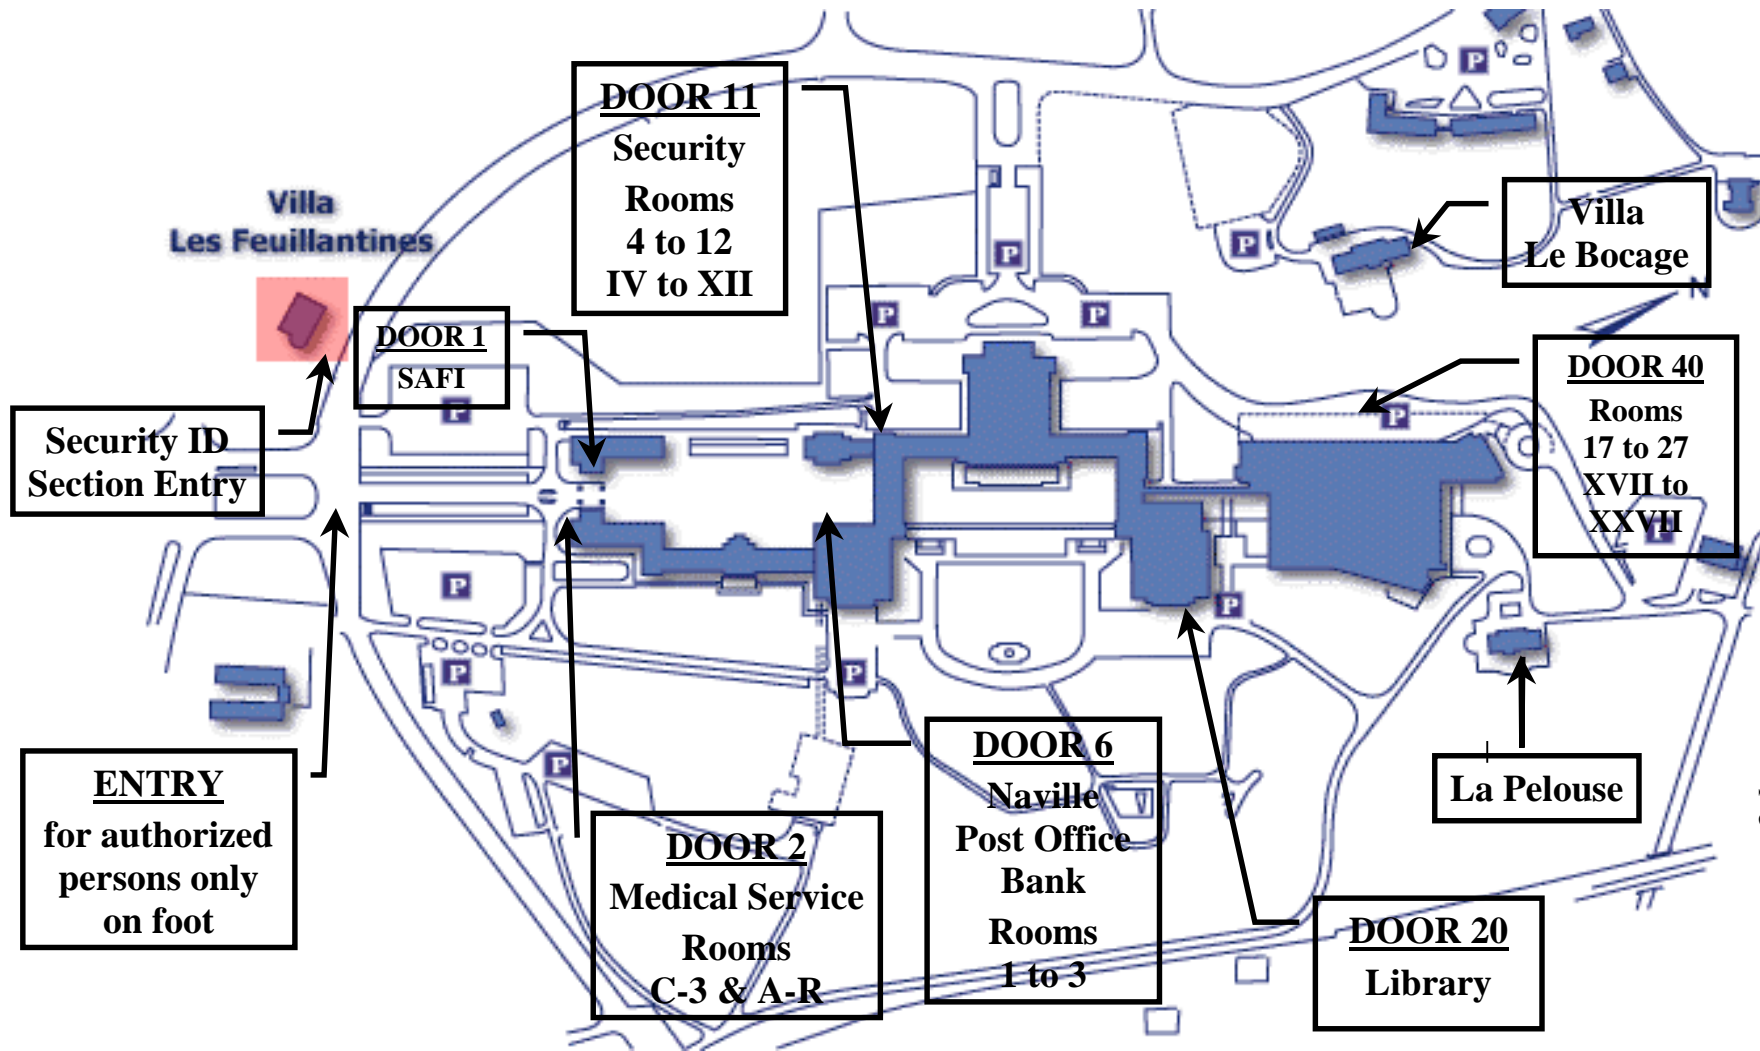 DOOR 11
Security
Rooms
4 to 12
IV to XII
Villa
Les Feuillantines
Villa
Le Bocage
N
DOOR 1
SAFI
DOOR 40
Rooms
17 to 27
XVII to
XXVII
Security ID
Section Entry
ENTRY
for authorized
persons only
on foot
DOOR 2
Medical Service
Rooms
C-3 & A-R
DOOR 6
Naville
Post Office
Bank
Rooms
1 to 3
La Pelouse
DOOR 20
Library
P
P
P
P
P
P
P
P
P
P
P
P
P